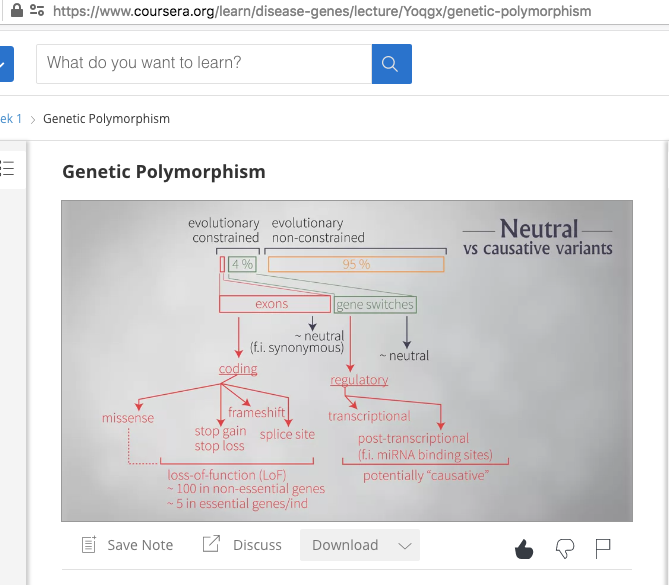 https://www.coursera.org/learn/disease-genes/lecture/Yoqgx/genetic-polymorphism
What do you want to learn?
ek 1 > Genetic Polymorphism
Genetic Polymorphism
evolutionary
constrained
evolutionary
non-constrained
Neutral
vs causative variants
4 %
95 %
exons
gene switches
~ neutral
(f.i. synonymous)
~ neutral
coding
regulatory
missense
frameshift
stop gain
stop loss
splice site
transcriptional
post-transcriptional
(f.i. miRNA binding sites)
loss-of-function (LoF)
~ 100 in non-essential genes
~ 5 in essential genes/ind
potentially “causative”
Save Note
Discuss
Download